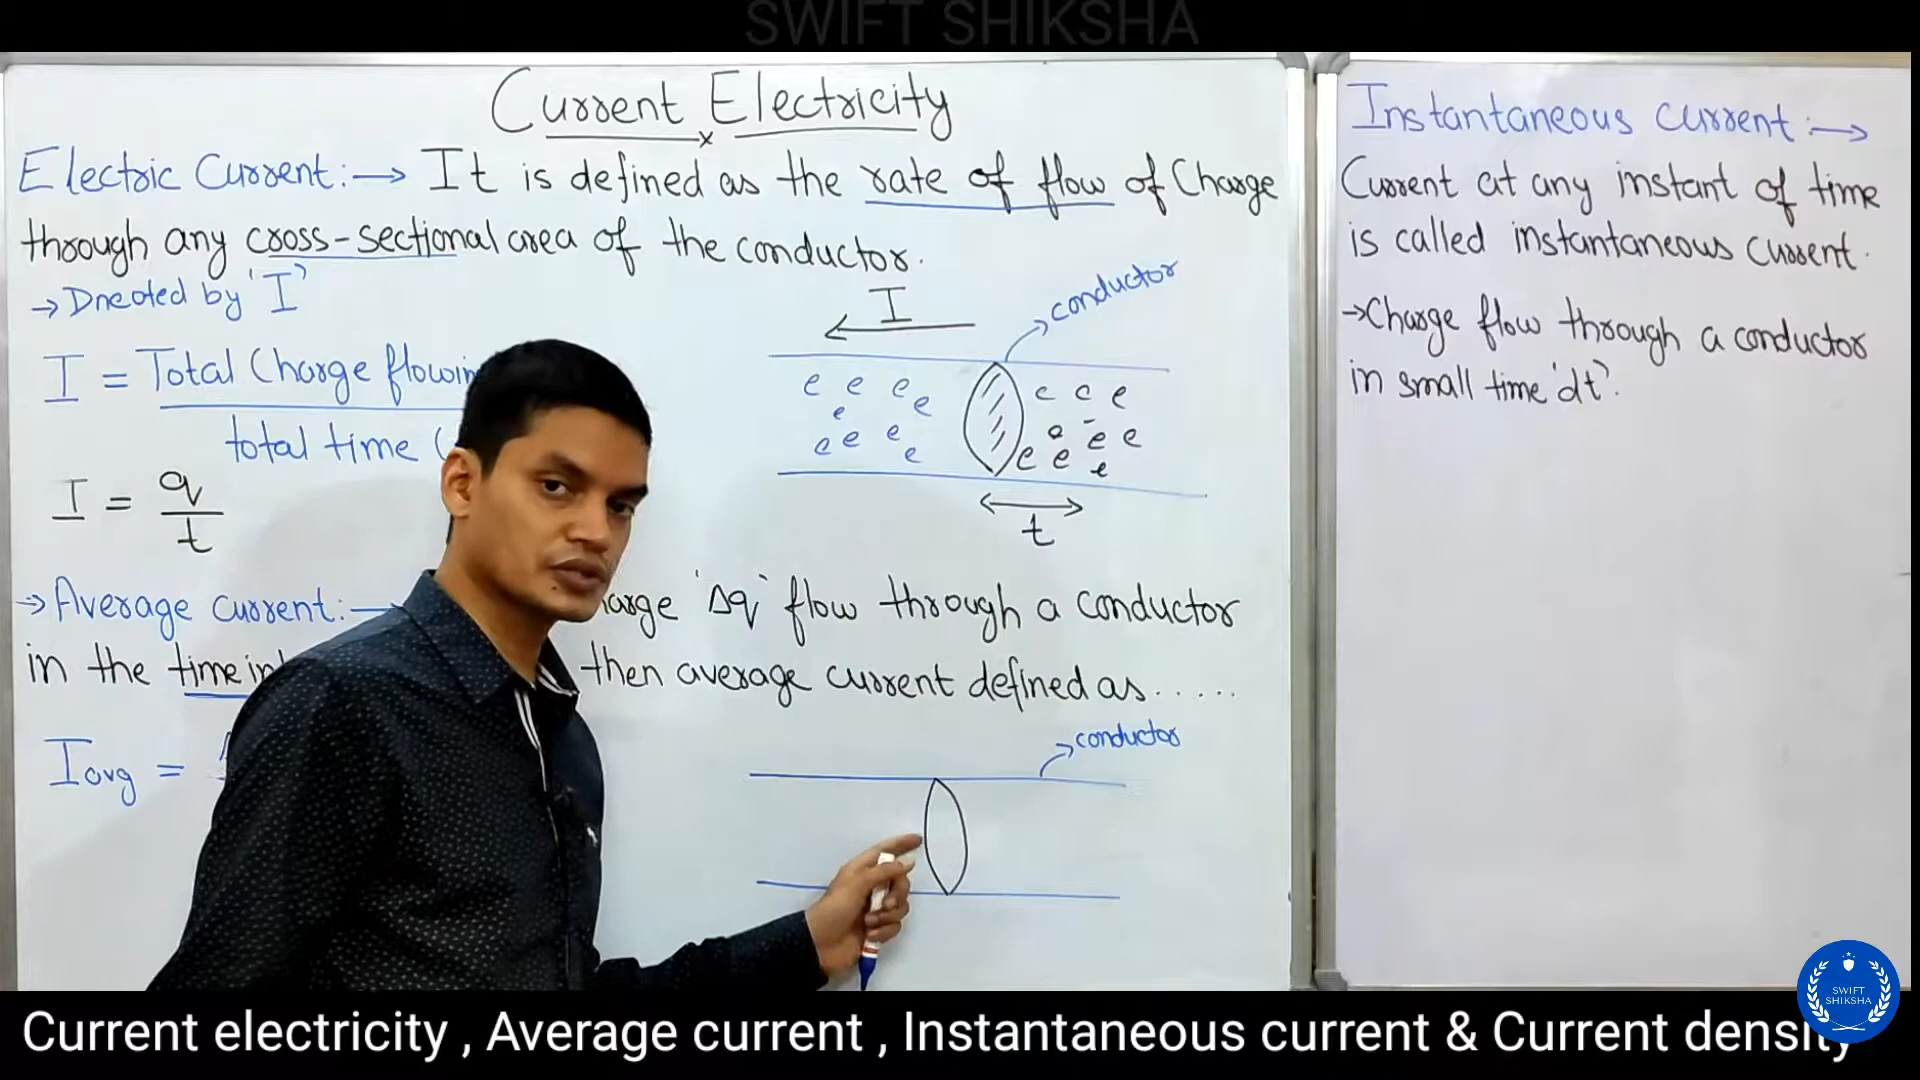 SWIFT SHIKSHA
Current Electricity
Electric Current:→ It is defined as the rate of flow of Charge
through any cross-sectional area of the conductor.
→ Dneoted by 'I'
I = Total Charge flowin
total time (
I = q
t
I
conductor
e e e e e e e e
e e e e e e e e e
t
→ Average current:— harge 'Δq' flow through a conductor
in the time in then average current defined as.....
Iavg =
conductor
Instantaneous current:→
Current at any instant of time
is called instantaneous current.
→ Charge flow through a conductor
in small time 'dt'.
Current electricity , Average current , Instantaneous current & Current density
SWIFT
SHIKSHA